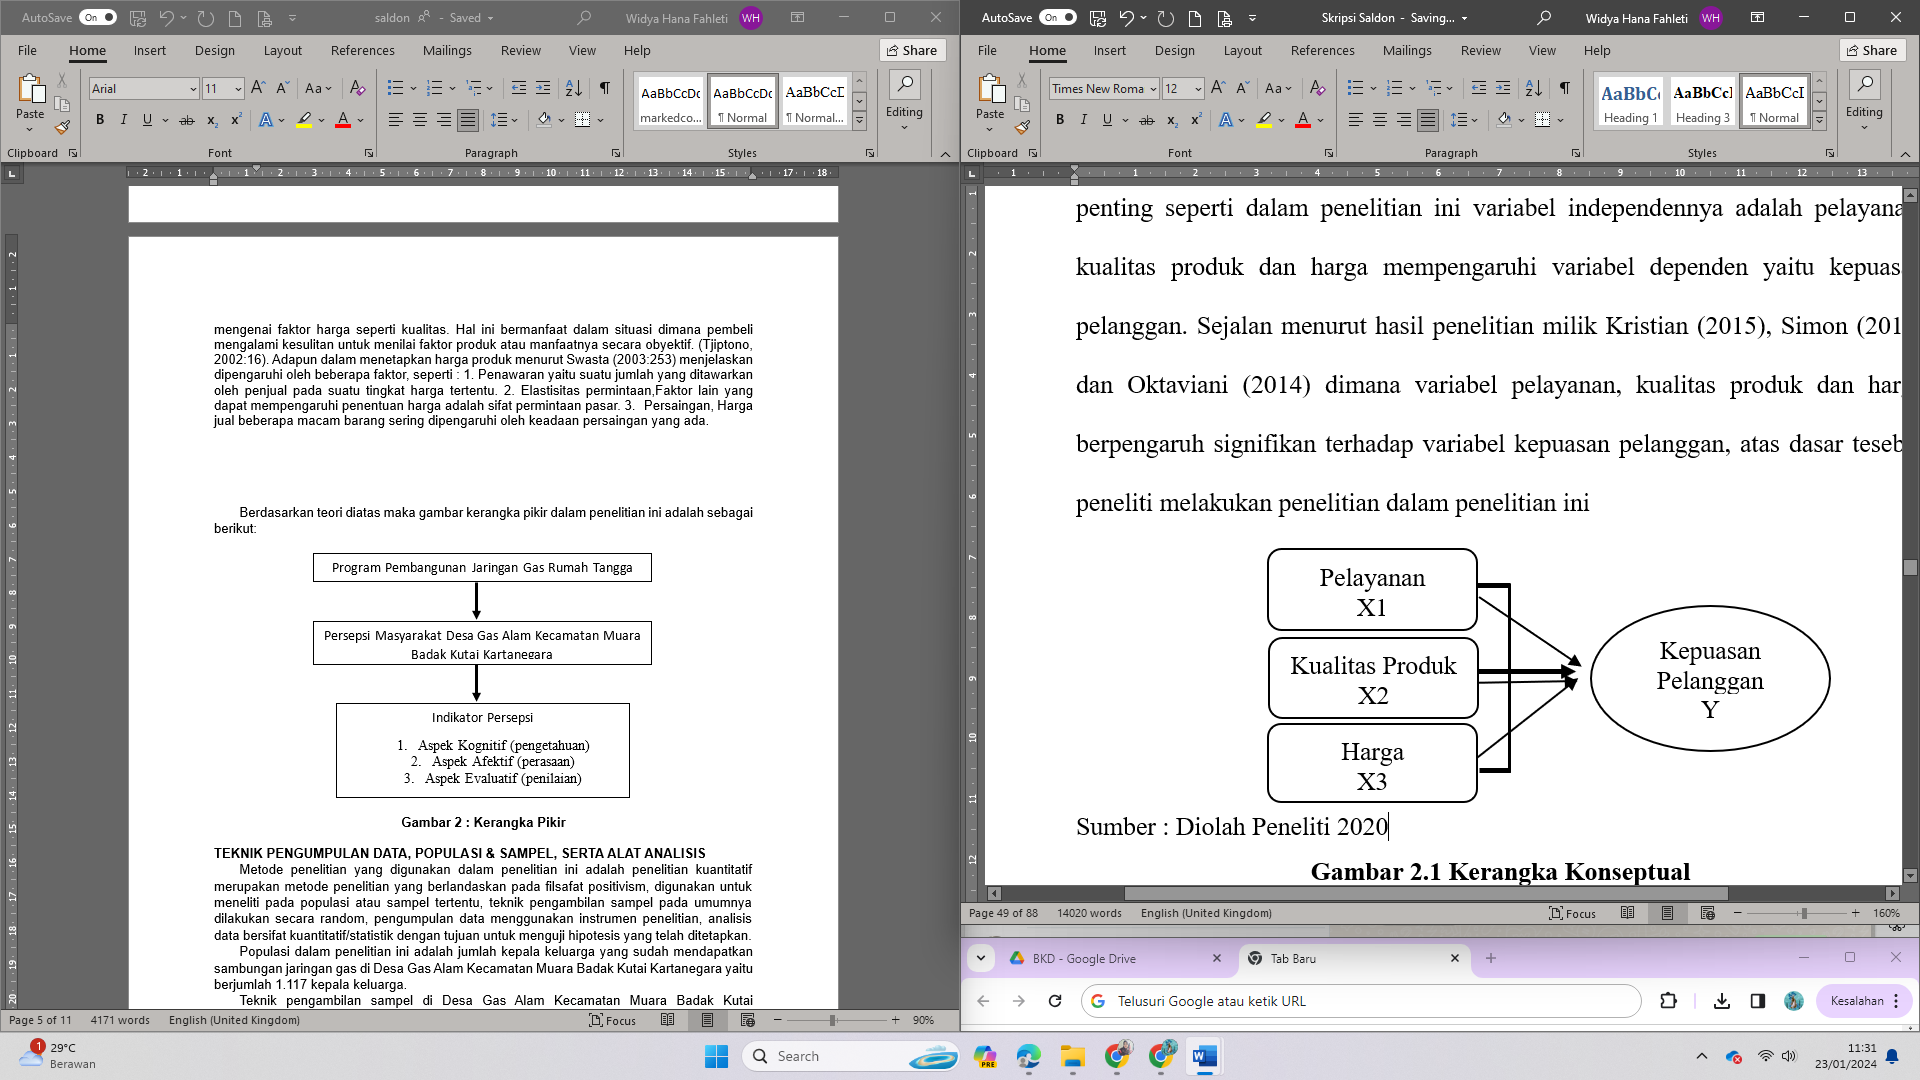 AutoSave On saldon - Saved Widya Hana Fahleti WH
File Home Insert Design Layout References Mailings Review View Help Share
Paste Arial 11 AaBbCcDc AaBbCcDc AaBbCcD Editing
markedco... ¶ Normal ¶ Normal...
Clipboard Font Paragraph Styles
mengenai faktor harga seperti kualitas. Hal ini bermanfaat dalam situasi dimana pembeli
mengalami kesulitan untuk menilai faktor produk atau manfaatnya secara obyektif. (Tjiptono,
2002:16). Adapun dalam menetapkan harga produk menurut Swasta (2003:253) menjelaskan
dipengaruhi oleh beberapa faktor, seperti : 1. Penawaran yaitu suatu jumlah yang ditawarkan
oleh penjual pada suatu tingkat harga tertentu. 2. Elastisitas permintaan,Faktor lain yang
dapat mempengaruhi penentuan harga adalah sifat permintaan pasar. 3. Persaingan, Harga
jual beberapa macam barang sering dipengaruhi oleh keadaan persaingan yang ada.
Berdasarkan teori diatas maka gambar kerangka pikir dalam penelitian ini adalah sebagai
berikut:
Program Pembangunan Jaringan Gas Rumah Tangga
Persepsi Masyarakat Desa Gas Alam Kecamatan Muara
Badak Kutai Kartanegara
Indikator Persepsi
1. Aspek Kognitif (pengetahuan)
2. Aspek Afektif (perasaan)
3. Aspek Evaluatif (penilaian)
Gambar 2 : Kerangka Pikir
TEKNIK PENGUMPULAN DATA, POPULASI & SAMPEL, SERTA ALAT ANALISIS
Metode penelitian yang digunakan dalam penelitian ini adalah penelitian kuantitatif
merupakan metode penelitian yang berlandaskan pada filsafat positivism, digunakan untuk
meneliti pada populasi atau sampel tertentu, teknik pengambilan sampel pada umumnya
dilakukan secara random, pengumpulan data menggunakan instrumen penelitian, analisis
data bersifat kuantitatif/statistik dengan tujuan untuk menguji hipotesis yang telah ditetapkan.
Populasi dalam penelitian ini adalah jumlah kepala keluarga yang sudah mendapatkan
sambungan jaringan gas di Desa Gas Alam Kecamatan Muara Badak Kutai Kartanegara yaitu
berjumlah 1.117 kepala keluarga.
Teknik pengambilan sampel di Desa Gas Alam Kecamatan Muara Badak Kutai
Page 5 of 11 4171 words English (United Kingdom) Focus 90%
AutoSave On Skripsi Saldon - Saving... Widya Hana Fahleti WH
File Home Insert Design Layout References Mailings Review View Help Share
Paste Times New Roma 12 AaBbC AaBbCcI AaBbCcI Editing
Heading 1 Heading 3 ¶ Normal
Clipboard Font Paragraph Styles
penting seperti dalam penelitian ini variabel independennya adalah pelayana
kualitas produk dan harga mempengaruhi variabel dependen yaitu kepuas
pelanggan. Sejalan menurut hasil penelitian milik Kristian (2015), Simon (201
dan Oktaviani (2014) dimana variabel pelayanan, kualitas produk dan har
berpengaruh signifikan terhadap variabel kepuasan pelanggan, atas dasar teseb
peneliti melakukan penelitian dalam penelitian ini
Pelayanan
X1
Kualitas Produk
X2
Harga
X3
Kepuasan
Pelanggan
Y
Sumber : Diolah Peneliti 2020
Gambar 2.1 Kerangka Konseptual
Page 49 of 88 14020 words English (United Kingdom) Focus 160%
BKD - Google Drive Tab Baru
Telusuri Google atau ketik URL Kesalahan
1 29°C
Berawan
Search PRE
11:31
23/01/2024